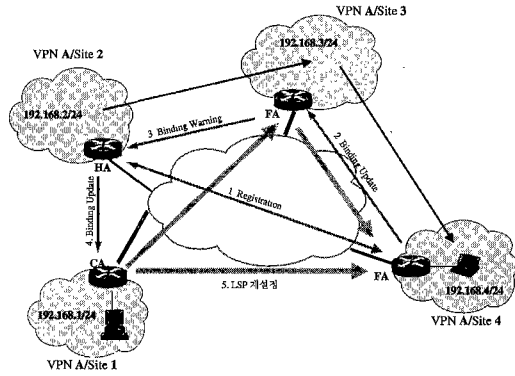 VPN A/Site 3
192.168.3/24
VPN A/Site 2
192.168.2/24
FA
3. Binding Warning
2. Binding Update
HA
1. Registration
4. Binding Update
CA
FA
5. LSP 재설정
192.168.1/24
192.168.4/24
VPN A/Site 4
VPN A/Site 1